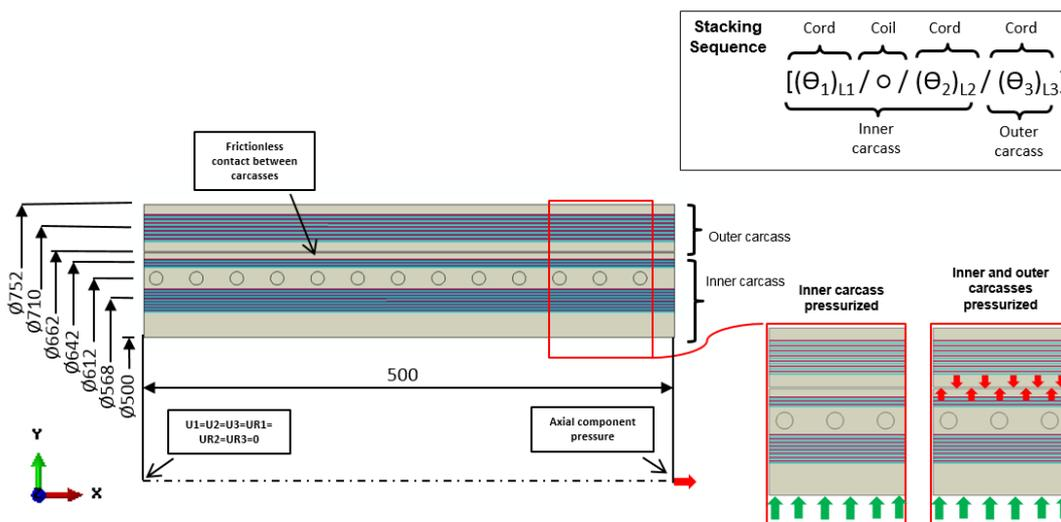 Stacking
Sequence
Cord Coil Cord Cord
[(Θ₁)L1 / o / (Θ₂)L2 / (Θ₃)L3]
Inner
carcass
Outer
carcass
Frictionless
contact between
carcasses
Outer carcass
Inner carcass
Ø752
Ø710
Ø662
Ø642
Ø612
Ø568
Ø500
500
U1=U2=U3=UR1=
UR2=UR3=0
Axial component
pressure
Inner carcass
pressurized
Inner and outer
carcasses
pressurized
Y
X